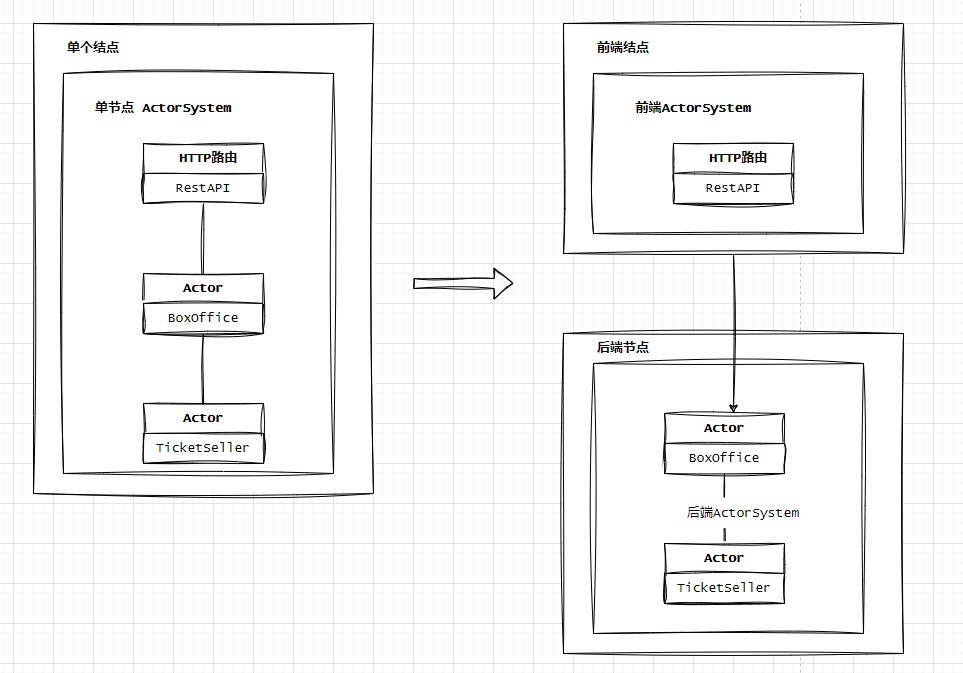 单个结点
单节点 ActorSystem
HTTP路由
RestAPI
Actor
BoxOffice
Actor
TicketSeller
前端结点
前端ActorSystem
HTTP路由
RestAPI
后端节点
Actor
BoxOffice
后端ActorSystem
Actor
TicketSeller